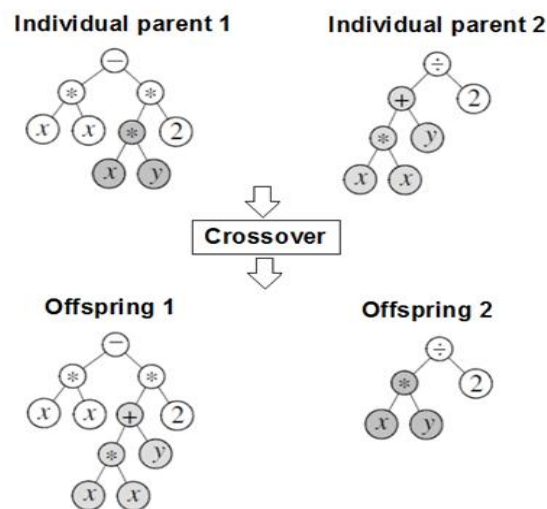 Individual parent 1 Individual parent 2
−
÷
* *
+ 2
x x * 2
* y
x y
x x
Crossover
Offspring 1 Offspring 2
−
÷
* *
* 2
x x + 2
x y
* y
x x